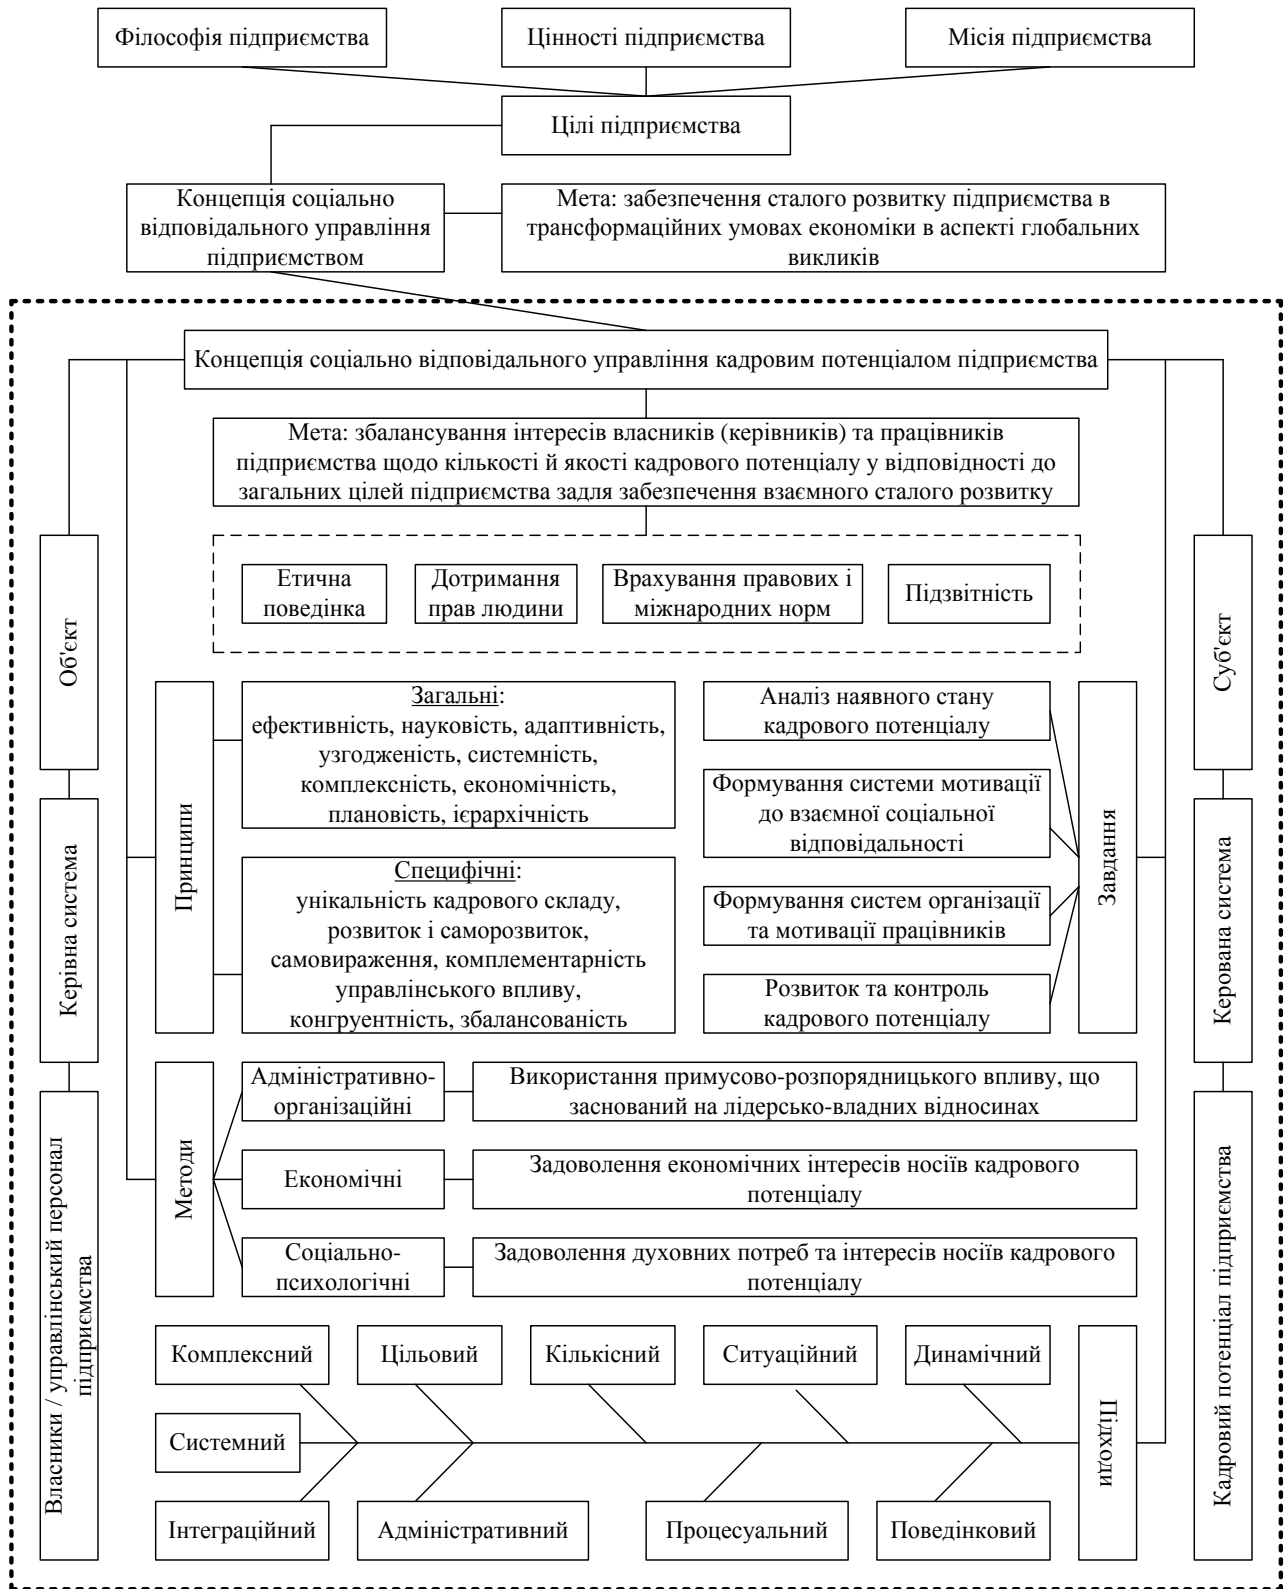 Філософія підприємства
Цінності підприємства
Місія підприємства
Цілі підприємства
Концепція соціально
відповідального управління
підприємством
Мета: забезпечення сталого розвитку підприємства в
трансформаційних умовах економіки в аспекті глобальних
викликів
Концепція соціально відповідального управління кадровим потенціалом підприємства
Мета: збалансування інтересів власників (керівників) та працівників
підприємства щодо кількості й якості кадрового потенціалу у відповідності до
загальних цілей підприємства задля забезпечення взаємного сталого розвитку
Етична
поведінка
Дотримання
прав людини
Врахування правових і
міжнародних норм
Підзвітність
Об'єкт
Керівна система
Власники / управлінський персонал
підприємства
Суб'єкт
Керована система
Кадровий потенціал підприємства
Принципи
Загальні:
ефективність, науковість, адаптивність,
узгодженість, системність,
комплексність, економічність,
плановість, ієрархічність
Специфічні:
унікальність кадрового складу,
розвиток і саморозвиток,
самовираження, комплементарність
управлінського впливу,
конгруентність, збалансованість
Завдання
Аналіз наявного стану
кадрового потенціалу
Формування системи мотивації
до взаємної соціальної
відповідальності
Формування систем організації
та мотивації працівників
Розвиток та контроль
кадрового потенціалу
Методи
Адміністративно-
організаційні
Використання примусово-розпорядницького впливу, що
заснований на лідерсько-владних відносинах
Економічні
Задоволення економічних інтересів носіїв кадрового
потенціалу
Соціально-
психологічні
Задоволення духовних потреб та інтересів носіїв кадрового
потенціалу
Підходи
Комплексний
Цільовий
Кількісний
Ситуаційний
Динамічний
Системний
Інтеграційний
Адміністративний
Процесуальний
Поведінковий